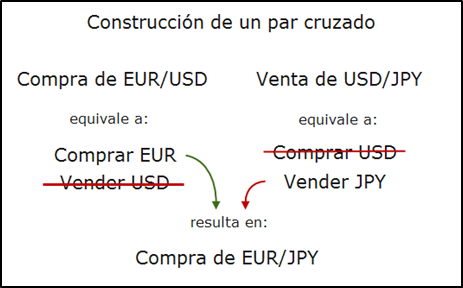 Construcción de un par cruzado
Compra de EUR/USD
Venta de USD/JPY
equivale a:
equivale a:
Comprar EUR
Vender USD
Comprar USD
Vender JPY
resulta en:
Compra de EUR/JPY